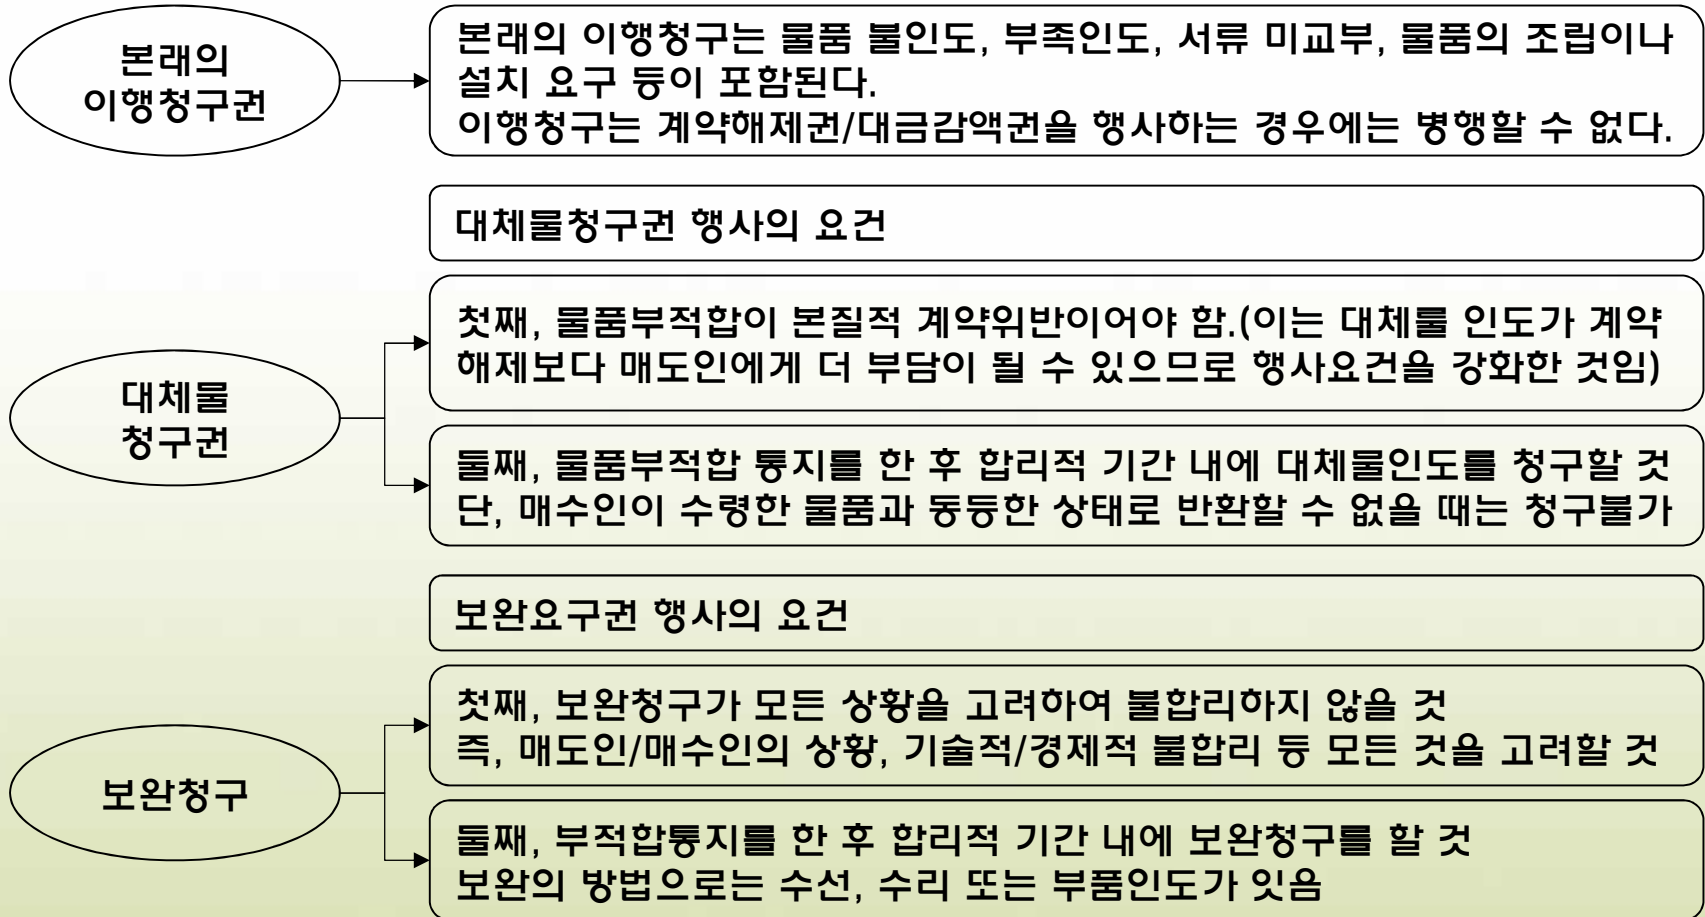 본래의
이행청구권
본래의 이행청구는 물품 불인도, 부족인도, 서류 미교부, 물품의 조립이나
설치 요구 등이 포함된다.
이행청구는 계약해제권/대금감액권을 행사하는 경우에는 병행할 수 없다.
대체물청구권 행사의 요건
대체물
청구권
첫째, 물품부적합이 본질적 계약위반이어야 함.(이는 대체물 인도가 계약
해제보다 매도인에게 더 부담이 될 수 있으므로 행사요건을 강화한 것임)
둘째, 물품부적합 통지를 한 후 합리적 기간 내에 대체물인도를 청구할 것
단, 매수인이 수령한 물품과 동등한 상태로 반환할 수 없을 때는 청구불가
보완요구권 행사의 요건
보완청구
첫째, 보완청구가 모든 상황을 고려하여 불합리하지 않을 것
즉, 매도인/매수인의 상황, 기술적/경제적 불합리 등 모든 것을 고려할 것
둘째, 부적합통지를 한 후 합리적 기간 내에 보완청구를 할 것
보완의 방법으로는 수선, 수리 또는 부품인도가 잇음